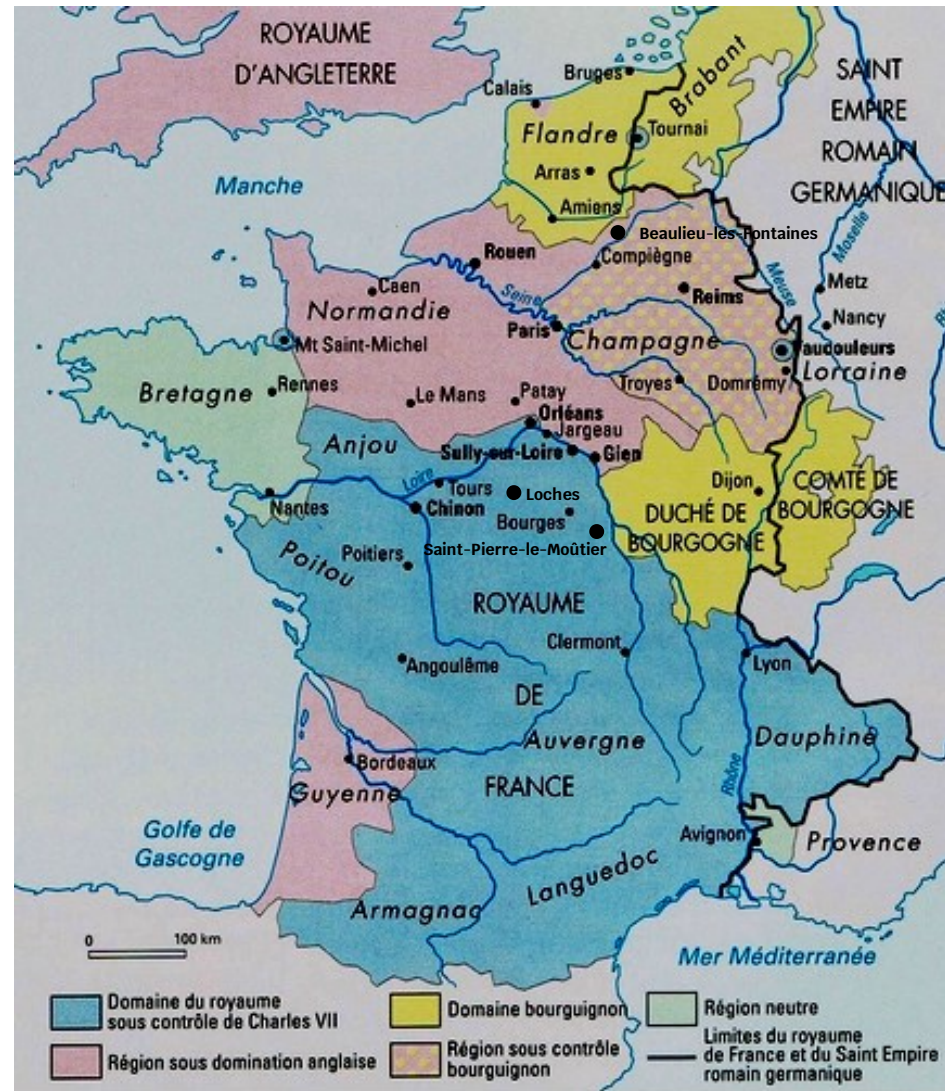 ROYAUME
D'ANGLETERRE
SAINT
EMPIRE
ROMAIN
GERMANIQUE
Brabant
Bruges
Calais
Flandre
Tournai
Arras
Amiens
Manche
Beaulieu-les-Fontaines
Compiègne
Rouen
Reims
Seine
Meuse
Moselle
Metz
Nancy
Caen
Normandie
Paris
Champagne
Mt Saint-Michel
Vaudouleurs
Lorraine
Troyes
Domrémy
Bretagne
Rennes
Le Mans
Patay
Orléans
Jargeau
Anjou
Sully-sur-Loire
Gien
Loire
Tours
Loches
Chinon
Bourges
Nantes
Dijon
DUCHÉ DE
BOURGOGNE
COMTÉ DE
BOURGOGNE
Poitou
Poitiers
Saint-Pierre-le-Moûtier
ROYAUME
DE
FRANCE
Clermont
Lyon
Angoulême
Auvergne
Dauphiné
Bordeaux
Guyenne
Rhône
Golfe de
Gascogne
Avignon
Provence
Languedoc
Armagnac
Mer Méditerranée
0 100 km
Domaine du royaume
sous contrôle de Charles VII
Région sous domination anglaise
Domaine bourguignon
Région sous contrôle
bourguignon
Région neutre
Limites du royaume
de France et du Saint Empire
romain germanique